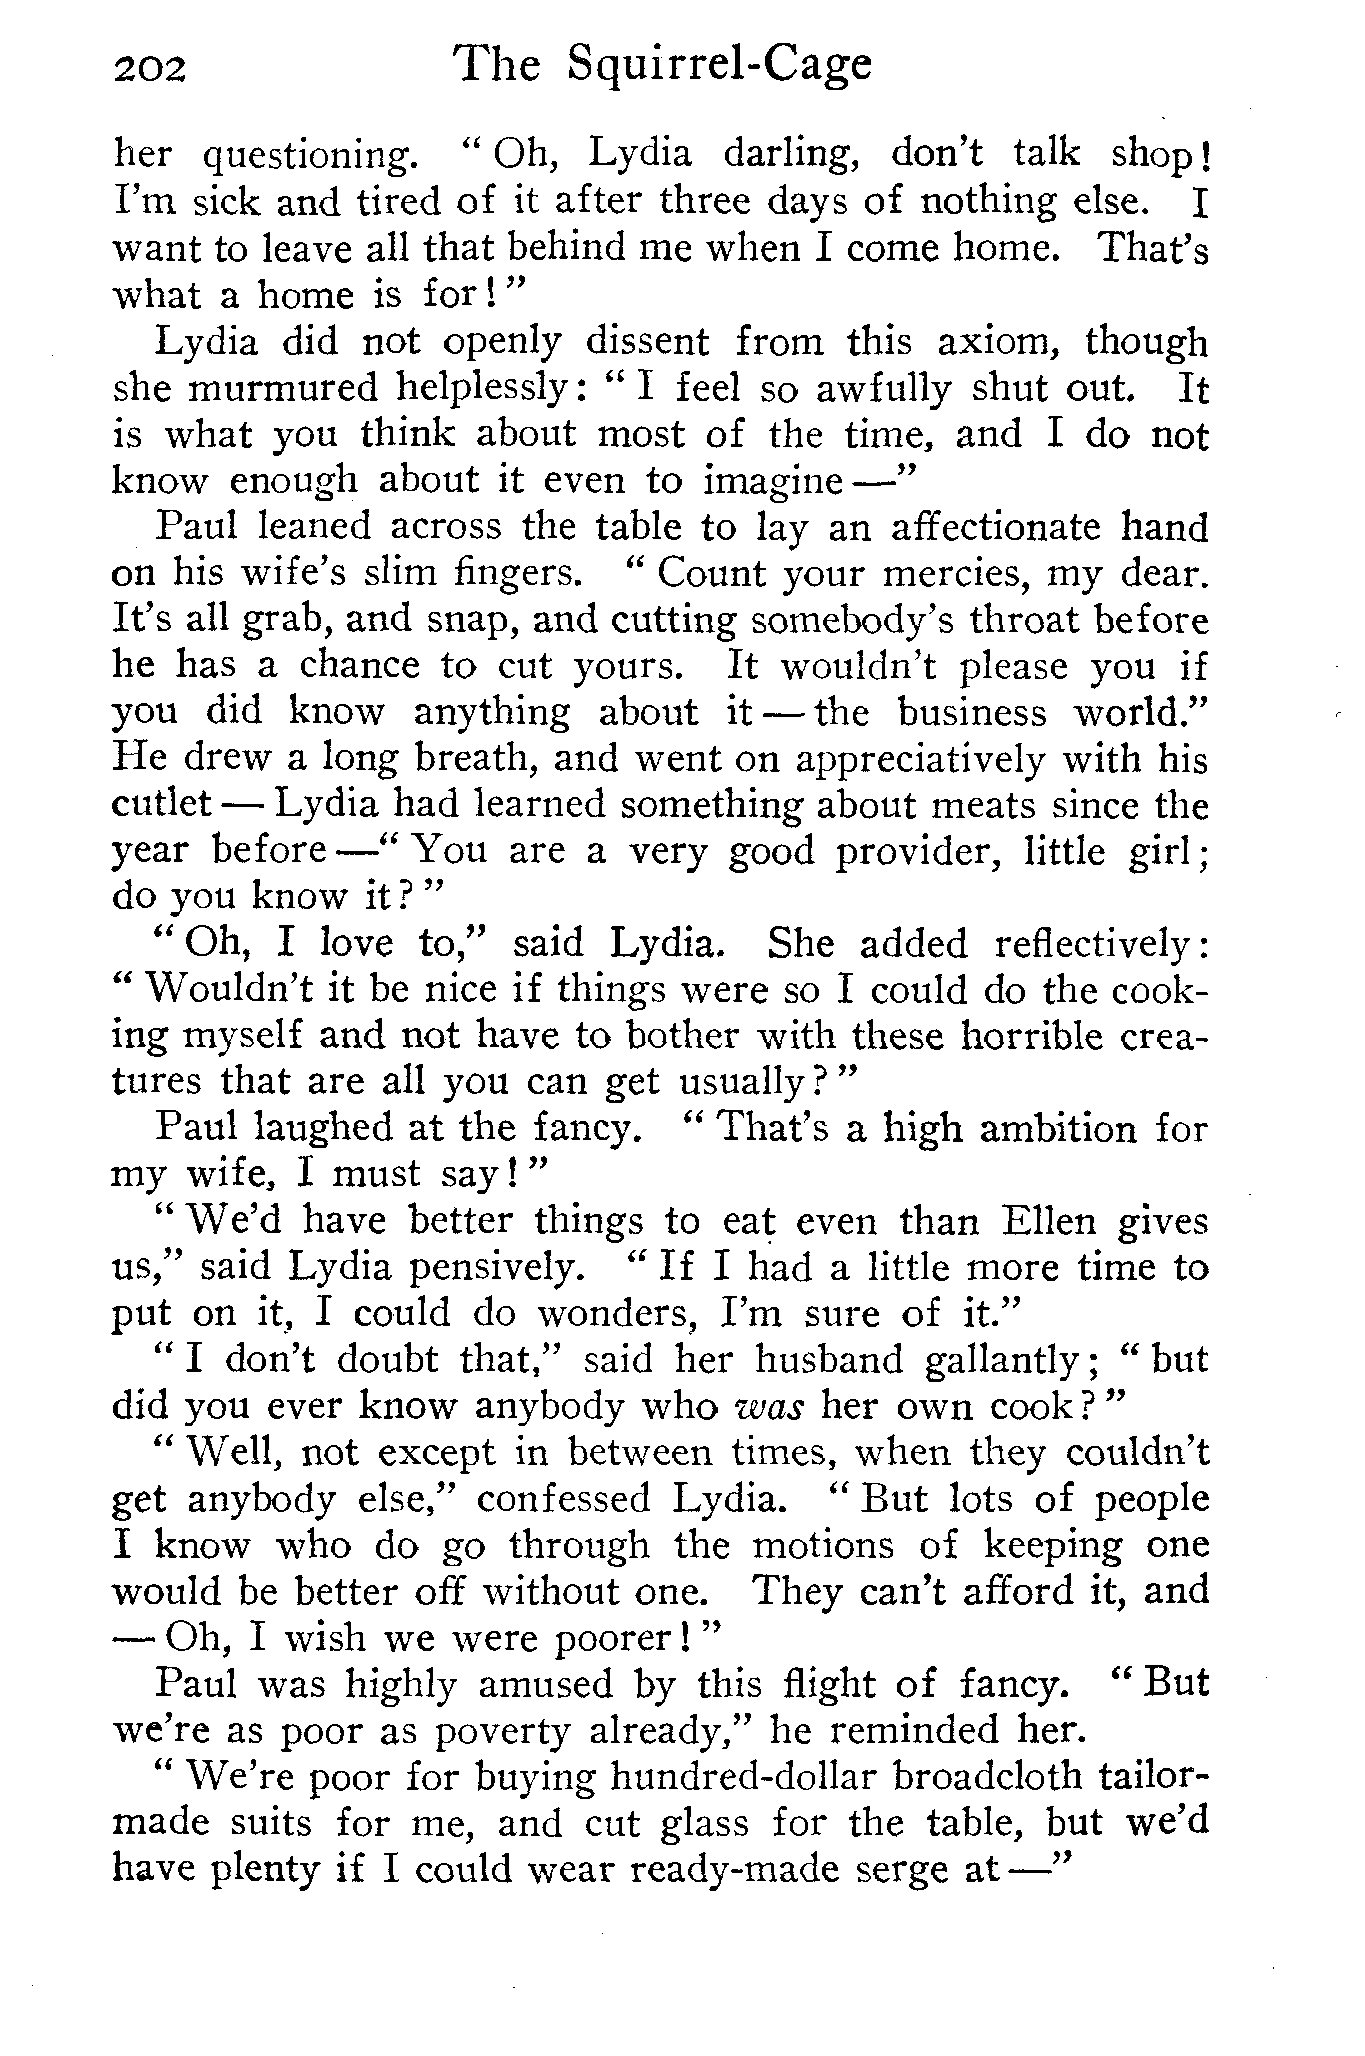 202 The Squirrel-Cage
her questioning. " Oh, Lydia darling, don't talk shop!
I'm sick and tired of it after three days of nothing else. I
want to leave all that behind me when I come home. That's
what a home is for!"
Lydia did not openly dissent from this axiom, though
she murmured helplessly: " I feel so awfully shut out. It
is what you think about most of the time, and I do not
know enough about it even to imagine —"
Paul leaned across the table to lay an affectionate hand
on his wife's slim fingers. " Count your mercies, my dear.
It's all grab, and snap, and cutting somebody's throat before
he has a chance to cut yours. It wouldn't please you if
you did know anything about it — the business world."
He drew a long breath, and went on appreciatively with his
cutlet — Lydia had learned something about meats since the
year before —" You are a very good provider, little girl;
do you know it?"
" Oh, I love to," said Lydia. She added reflectively:
" Wouldn't it be nice if things were so I could do the cook-
ing myself and not have to bother with these horrible crea-
tures that are all you can get usually?"
Paul laughed at the fancy. " That's a high ambition for
my wife, I must say!"
" We'd have better things to eat even than Ellen gives
us," said Lydia pensively. " If I had a little more time to
put on it, I could do wonders, I'm sure of it."
" I don't doubt that," said her husband gallantly; " but
did you ever know anybody who was her own cook?"
" Well, not except in between times, when they couldn't
get anybody else," confessed Lydia. " But lots of people
I know who do go through the motions of keeping one
would be better off without one. They can't afford it, and
— Oh, I wish we were poorer!"
Paul was highly amused by this flight of fancy. " But
we're as poor as poverty already," he reminded her.
" We're poor for buying hundred-dollar broadcloth tailor-
made suits for me, and cut glass for the table, but we'd
have plenty if I could wear ready-made serge at —"